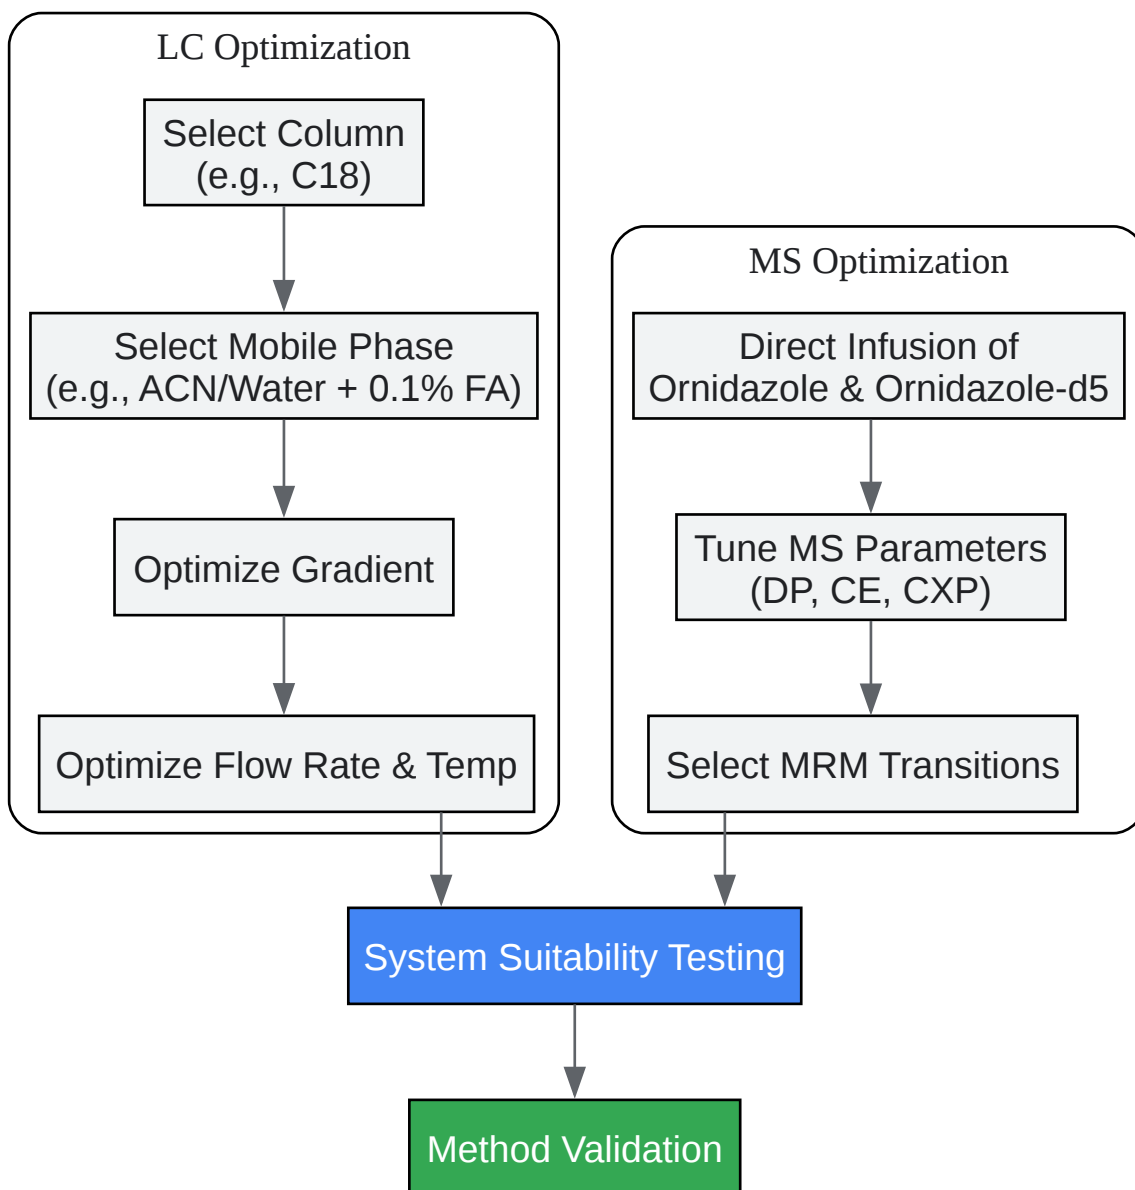 LC Optimization
Select Column
(e.g., C18)
Select Mobile Phase
(e.g., ACN/Water + 0.1% FA)
Optimize Gradient
Optimize Flow Rate & Temp
MS Optimization
Direct Infusion of
Ornidazole & Ornidazole-d5
Tune MS Parameters
(DP, CE, CXP)
Select MRM Transitions
System Suitability Testing
Method Validation